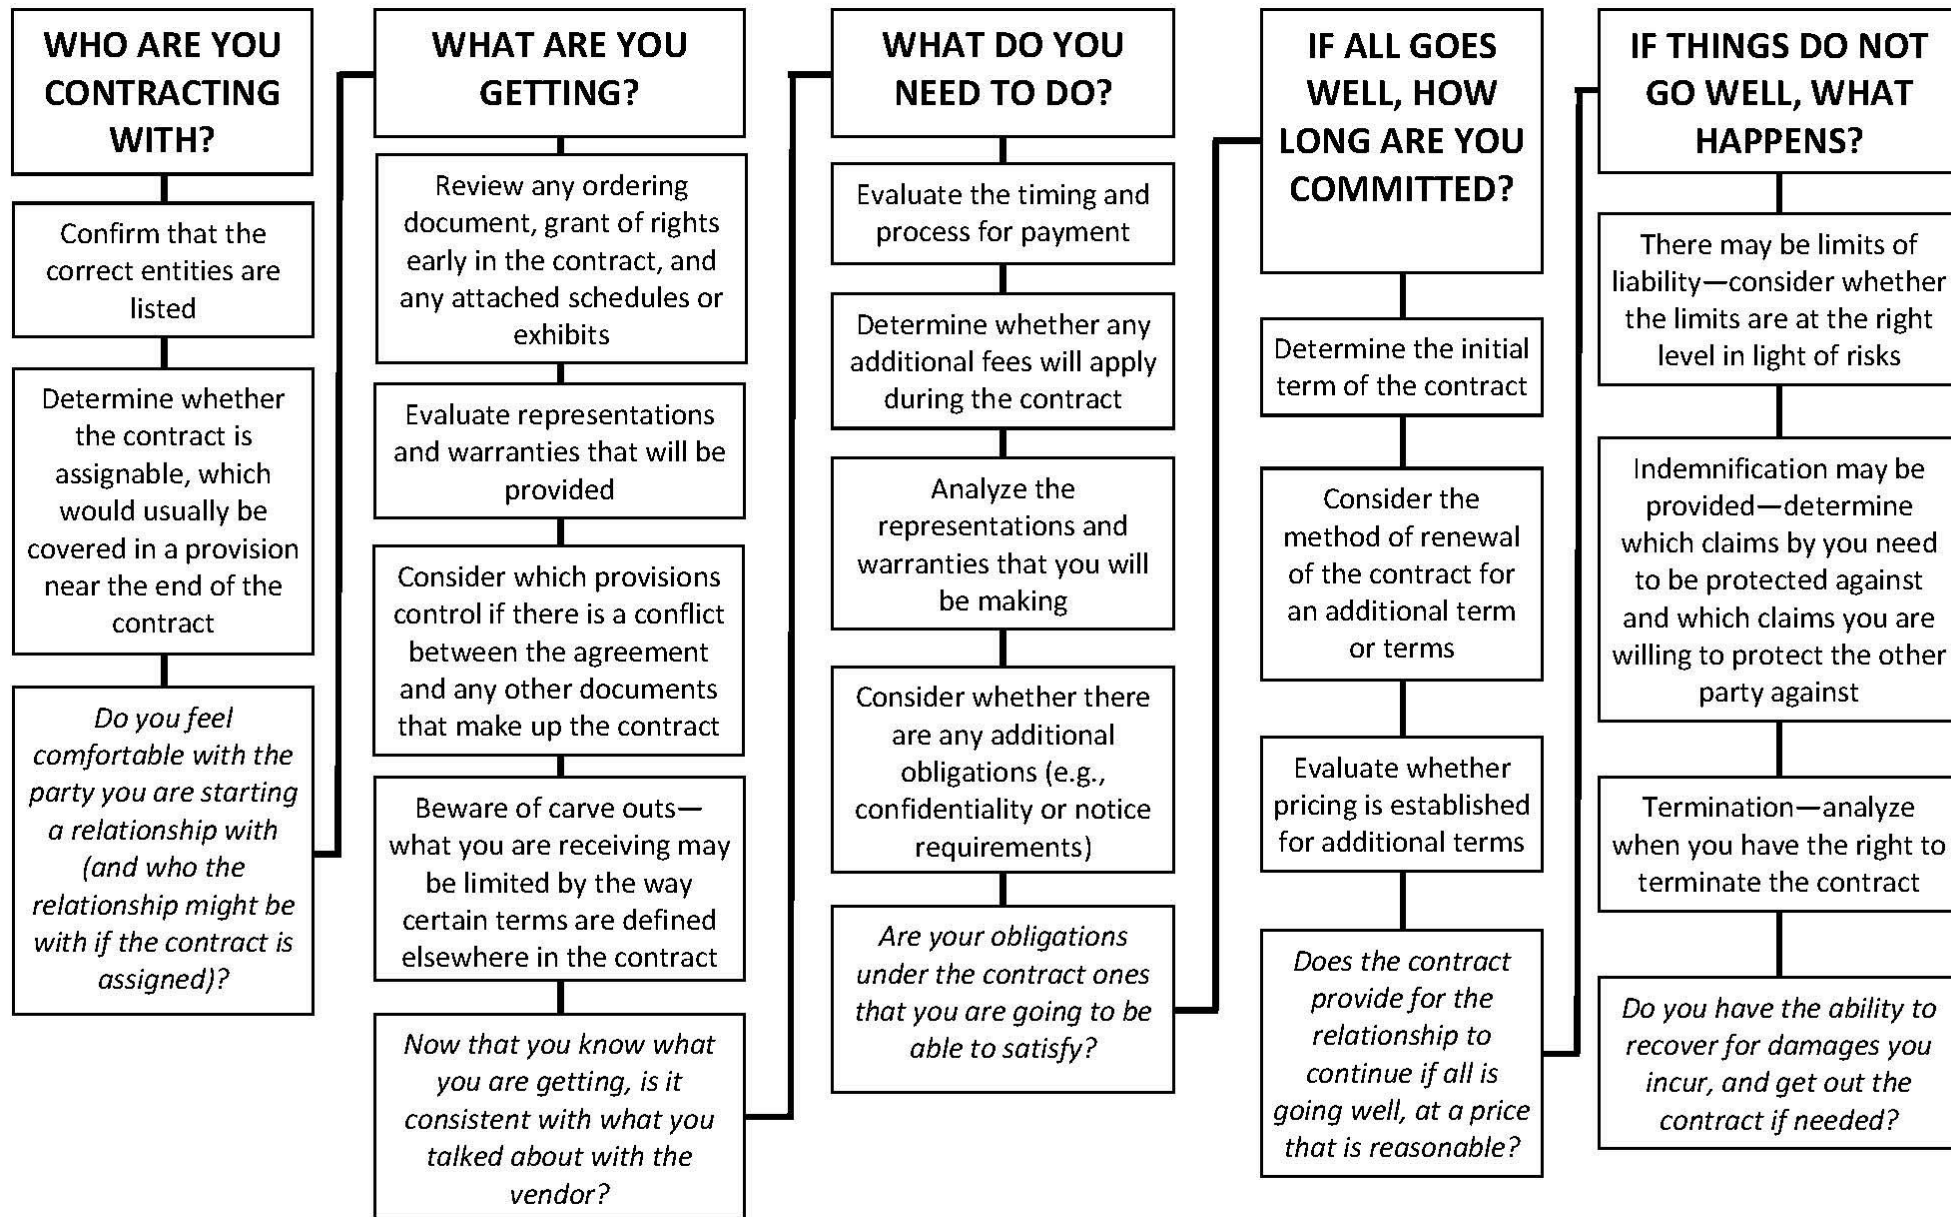 WHO ARE YOU
CONTRACTING
WITH?
Confirm that the
correct entities are
listed
Determine whether
the contract is
assignable, which
would usually be
covered in a provision
near the end of the
contract
Do you feel
comfortable with the
party you are starting
a relationship with
(and who the
relationship might be
with if the contract is
assigned)?
WHAT ARE YOU
GETTING?
Review any ordering
document, grant of rights
early in the contract, and
any attached schedules or
exhibits
Evaluate representations
and warranties that will be
provided
Consider which provisions
control if there is a conflict
between the agreement
and any other documents
that make up the contract
Beware of carve outs—
what you are receiving may
be limited by the way
certain terms are defined
elsewhere in the contract
Now that you know what
you are getting, is it
consistent with what you
talked about with the
vendor?
WHAT DO YOU
NEED TO DO?
Evaluate the timing and
process for payment
Determine whether any
additional fees will apply
during the contract
Analyze the
representations and
warranties that you will
be making
Consider whether there
are any additional
obligations (e.g.,
confidentiality or notice
requirements)
Are your obligations
under the contract ones
that you are going to be
able to satisfy?
IF ALL GOES
WELL, HOW
LONG ARE YOU
COMMITTED?
Determine the initial
term of the contract
Consider the
method of renewal
of the contract for
an additional term
or terms
Evaluate whether
pricing is established
for additional terms
Does the contract
provide for the
relationship to
continue if all is
going well, at a price
that is reasonable?
IF THINGS DO NOT
GO WELL, WHAT
HAPPENS?
There may be limits of
liability—consider whether
the limits are at the right
level in light of risks
Indemnification may be
provided—determine
which claims by you need
to be protected against
and which claims you are
willing to protect the other
party against
Termination—analyze
when you have the right to
terminate the contract
Do you have the ability to
recover for damages you
incur, and get out the
contract if needed?